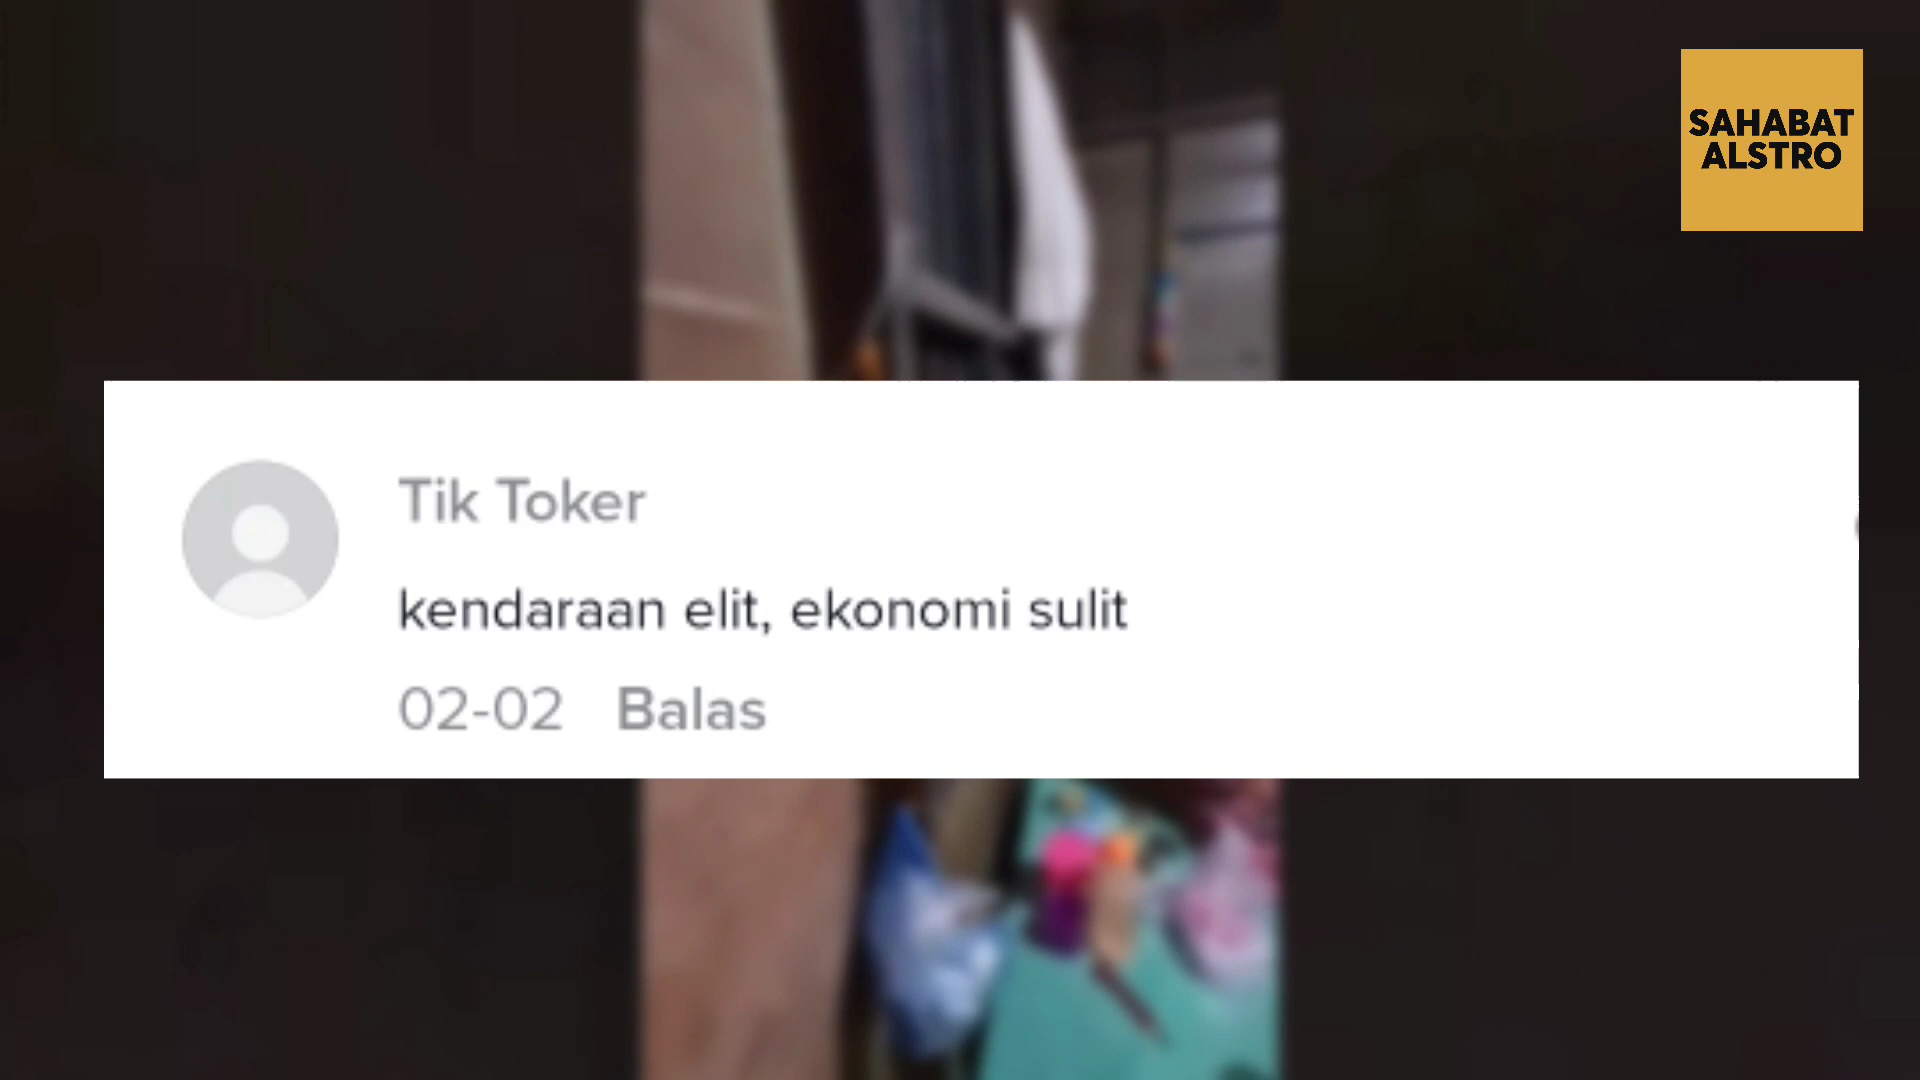 SAHABAT
ALSTRO
Tik Toker
kendaraan elit, ekonomi sulit
02-02 Balas